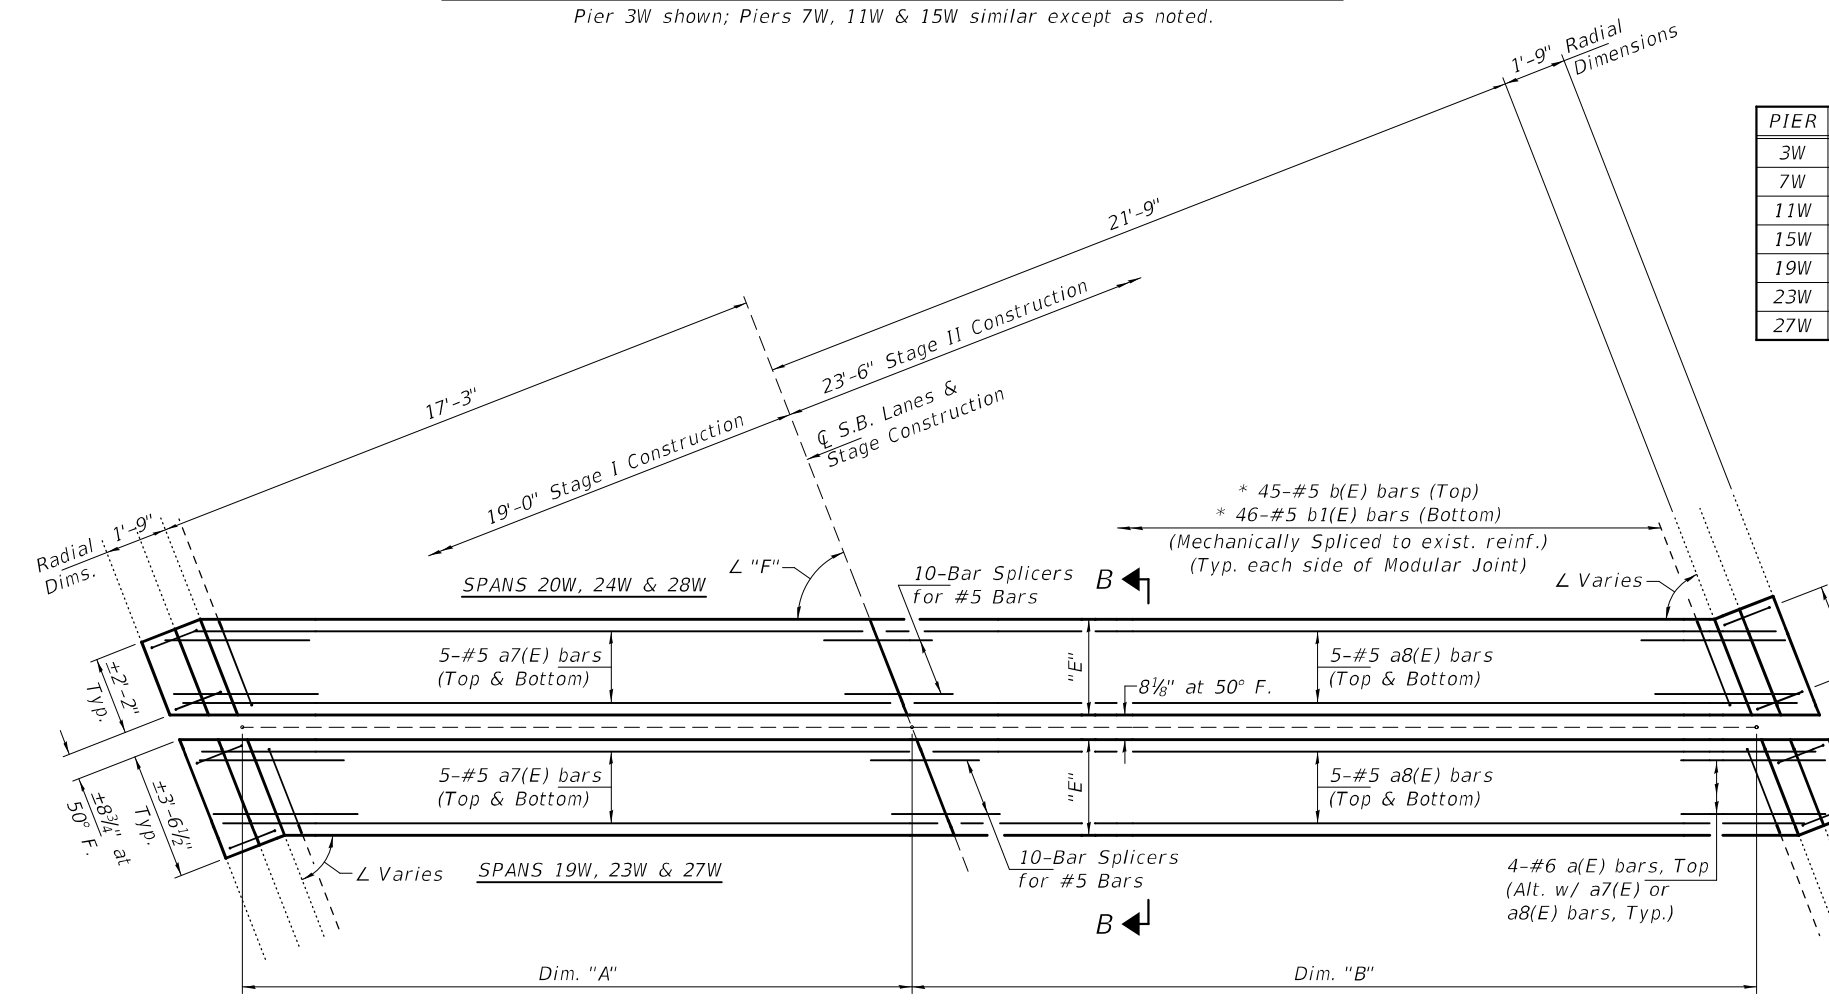 Pier 3W shown; Piers 7W, 11W & 15W similar except as noted.
1'-9"
Radial
Dimensions
PIER
3W
7W
11W
15W
19W
23W
27W
21'-9"
17'-3"
23'-6" Stage II Construction
19'-0" Stage I Construction
℄ S.B. Lanes &
Stage Construction
1'-9"
Radial
Dims.
* 45-#5 b(E) bars (Top)
* 46-#5 b1(E) bars (Bottom)
(Mechanically Spliced to exist. reinf.)
(Typ. each side of Modular Joint)
∠ "F"
SPANS 20W, 24W & 28W
10-Bar Splicers
for #5 Bars
B
∠ Varies
±2'-2"
Typ.
5-#5 a7(E) bars
(Top & Bottom)
"E"
8⅛" at 50° F.
5-#5 a8(E) bars
(Top & Bottom)
±8¾" at
50° F.
±3'-6½"
Typ.
5-#5 a7(E) bars
(Top & Bottom)
"E"
5-#5 a8(E) bars
(Top & Bottom)
∠ Varies
SPANS 19W, 23W & 27W
10-Bar Splicers
for #5 Bars
B
4-#6 a(E) bars, Top
(Alt. w/ a7(E) or
a8(E) bars, Typ.)
Dim. "A"
Dim. "B"